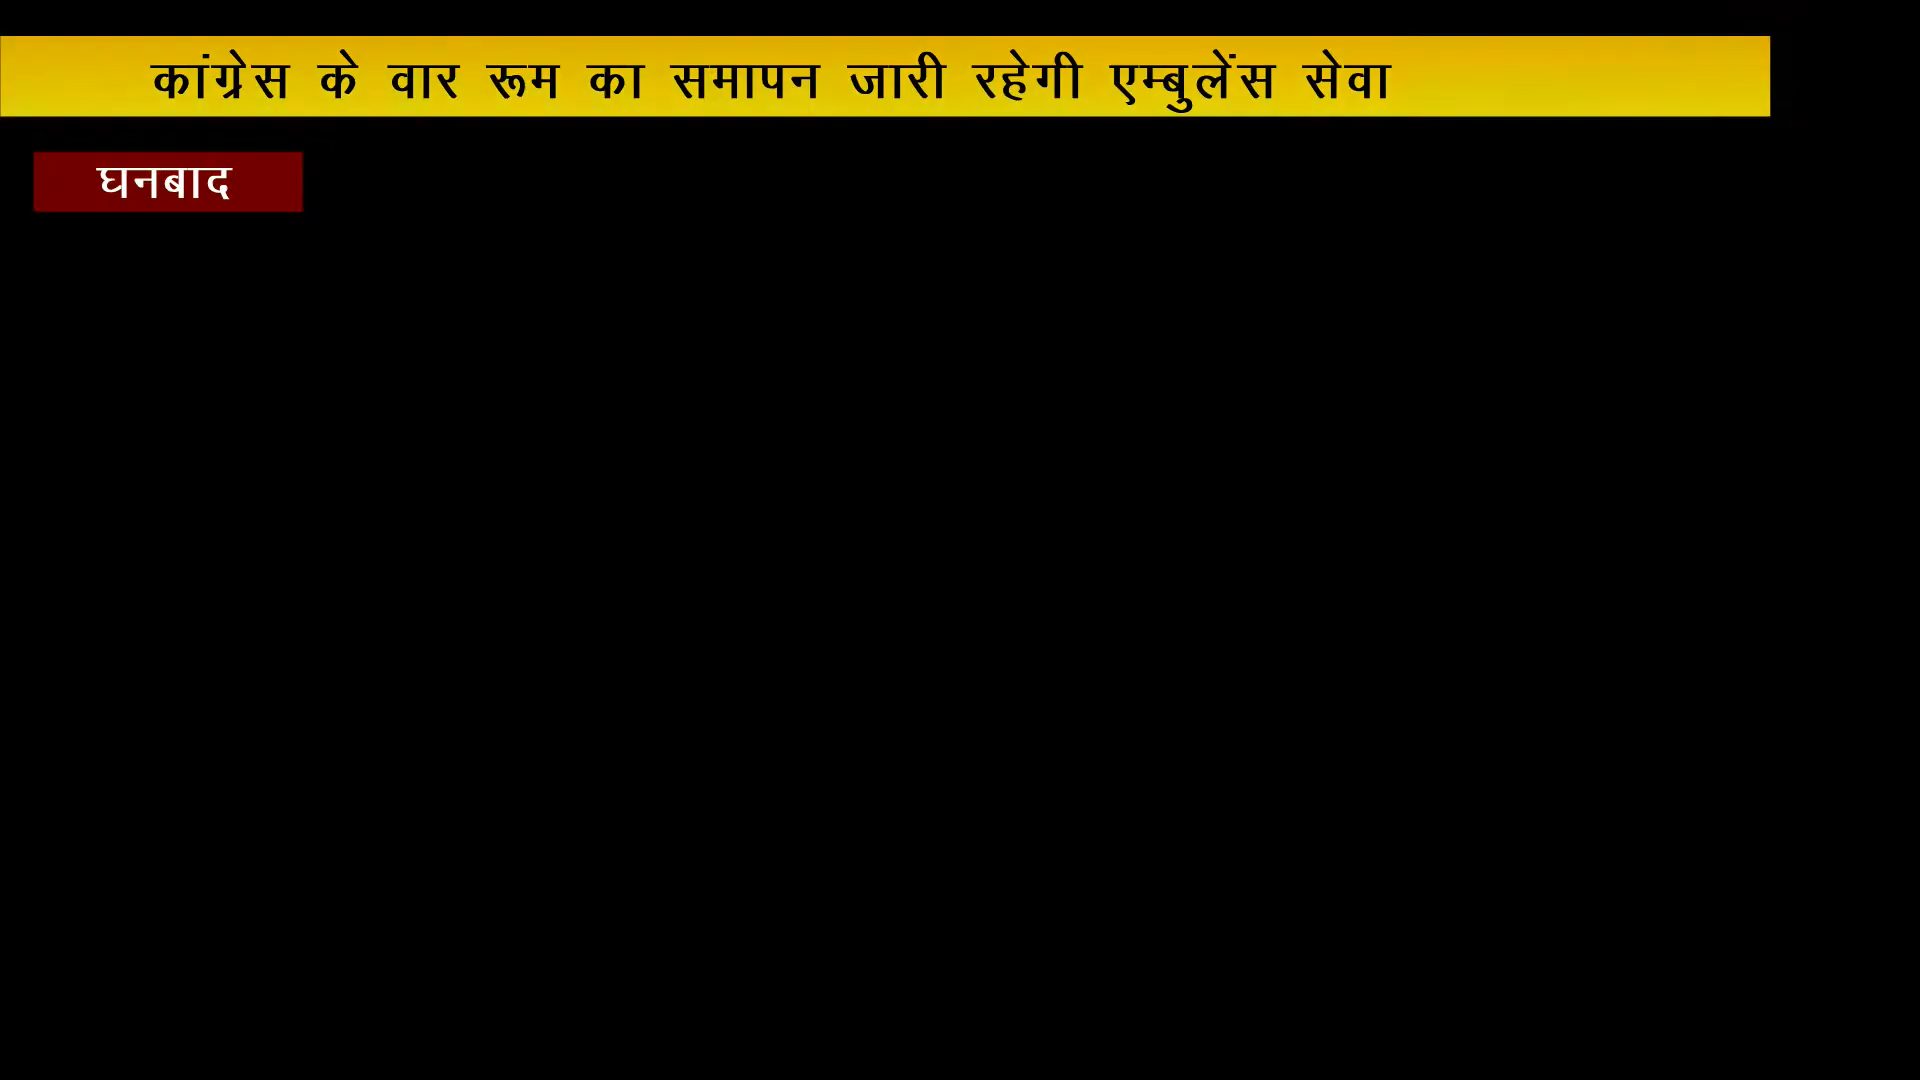 कांग्रेस के वार रूम का समापन जारी रहेगी एम्बुलेंस सेवा
घनबाद